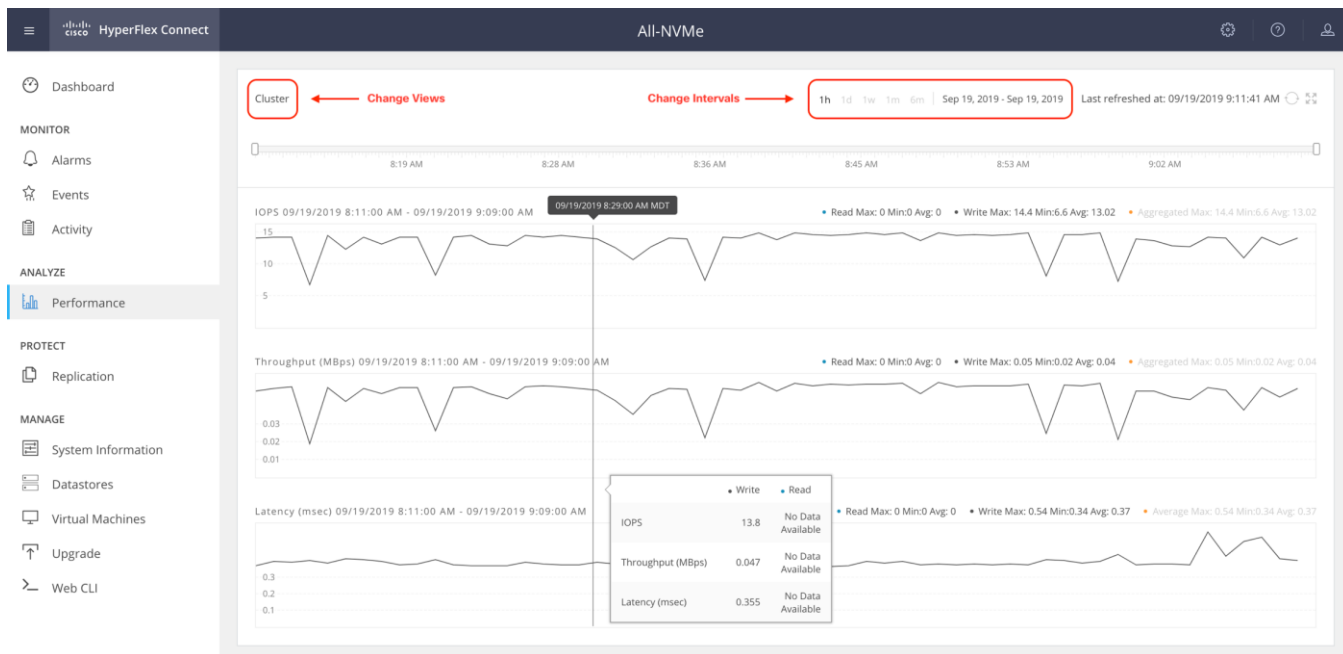 cisco HyperFlex Connect
All-NVMe
Dashboard
MONITOR
Alarms
Events
Activity
ANALYZE
Performance
PROTECT
Replication
MANAGE
System Information
Datastores
Virtual Machines
Upgrade
Web CLI
Cluster
Change Views
Change Intervals
1h 1d 1w 1m 6m Sep 19, 2019 - Sep 19, 2019
Last refreshed at: 09/19/2019 9:11:41 AM
8:19 AM 8:28 AM 8:36 AM 8:45 AM 8:53 AM 9:02 AM
09/19/2019 8:29:00 AM MDT
IOPS 09/19/2019 8:11:00 AM - 09/19/2019 9:09:00 AM
• Read Max: 0 Min:0 Avg: 0 • Write Max: 14.4 Min:6.6 Avg: 13.02 • Aggregated Max: 14.4 Min:6.6 Avg: 13.02
15
10
5
Throughput (MBps) 09/19/2019 8:11:00 AM - 09/19/2019 9:09:00 AM
• Read Max: 0 Min:0 Avg: 0 • Write Max: 0.05 Min:0.02 Avg: 0.04 • Aggregated Max: 0.05 Min:0.02 Avg: 0.04
0.03
0.02
0.01
Latency (msec) 09/19/2019 8:11:00 AM - 09/19/2019 9:09:00 AM
• Read Max: 0 Min:0 Avg: 0 • Write Max: 0.54 Min:0.34 Avg: 0.37 • Average Max: 0.54 Min:0.34 Avg: 0.37
0.3
0.2
0.1
• Write • Read
IOPS 13.8 No Data
Available
Throughput (MBps) 0.047 No Data
Available
Latency (msec) 0.355 No Data
Available